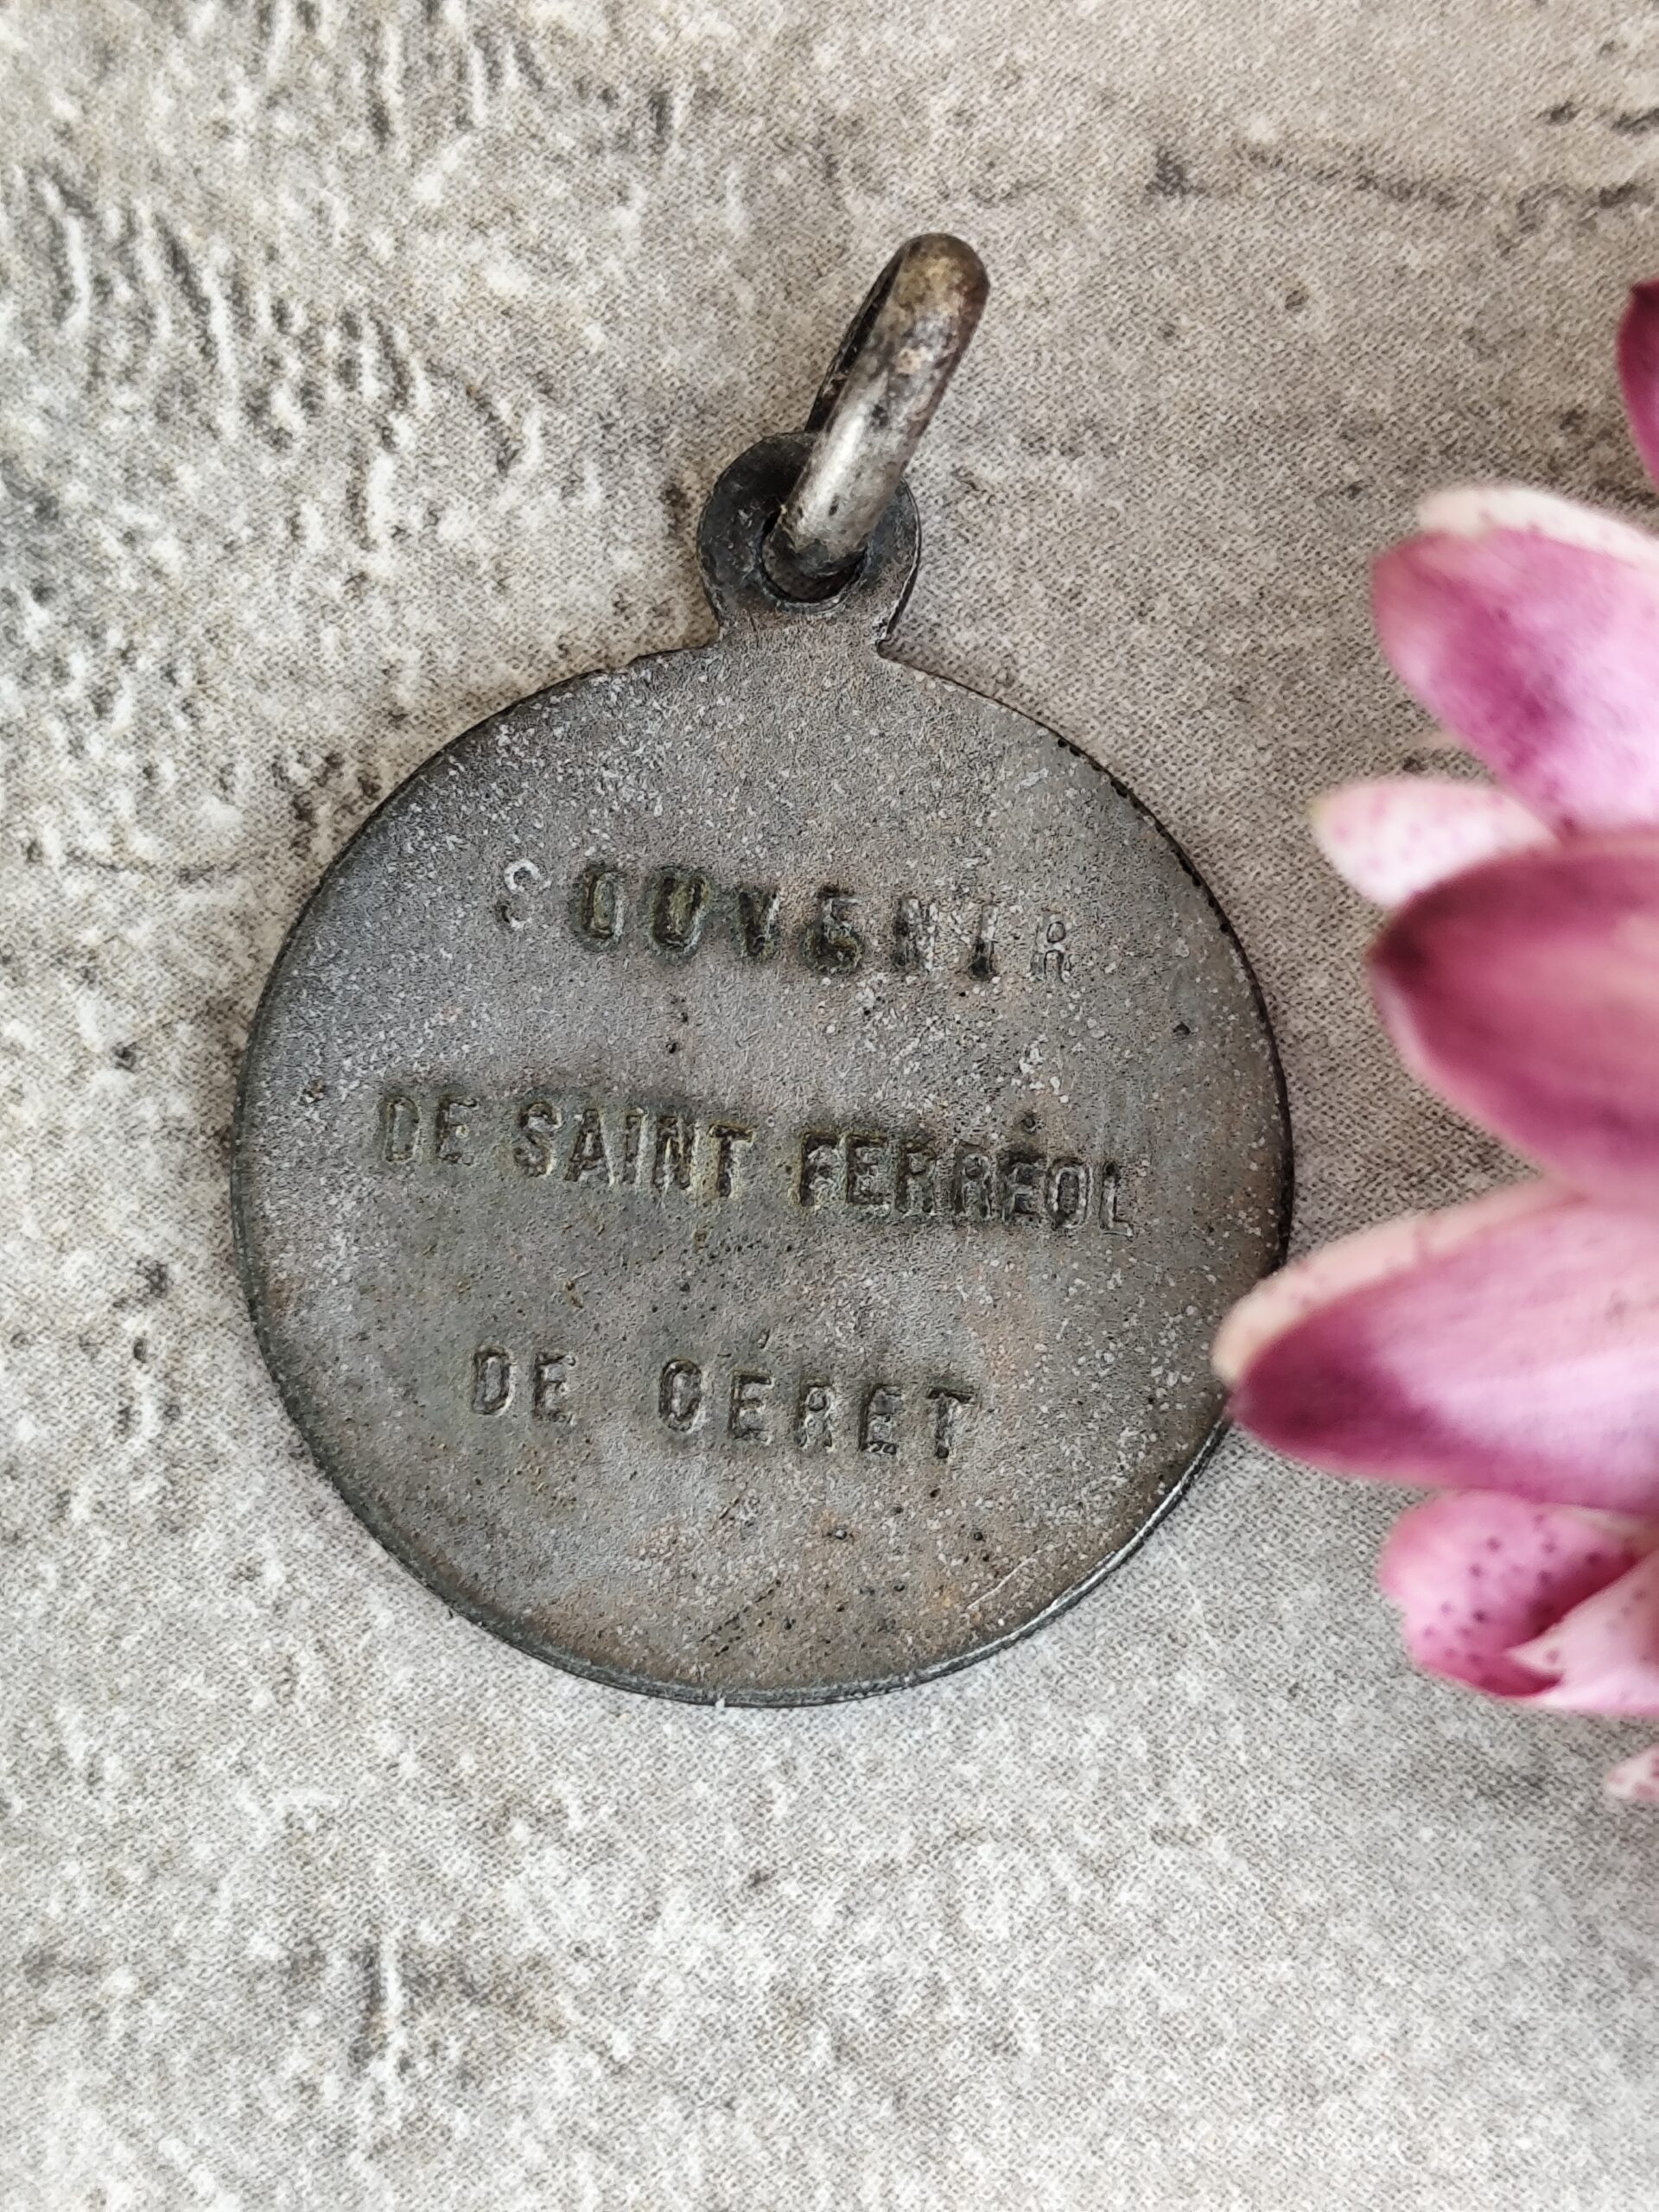 SOUVENIR
DE SAINT FERRÉOL
DE CÉRET